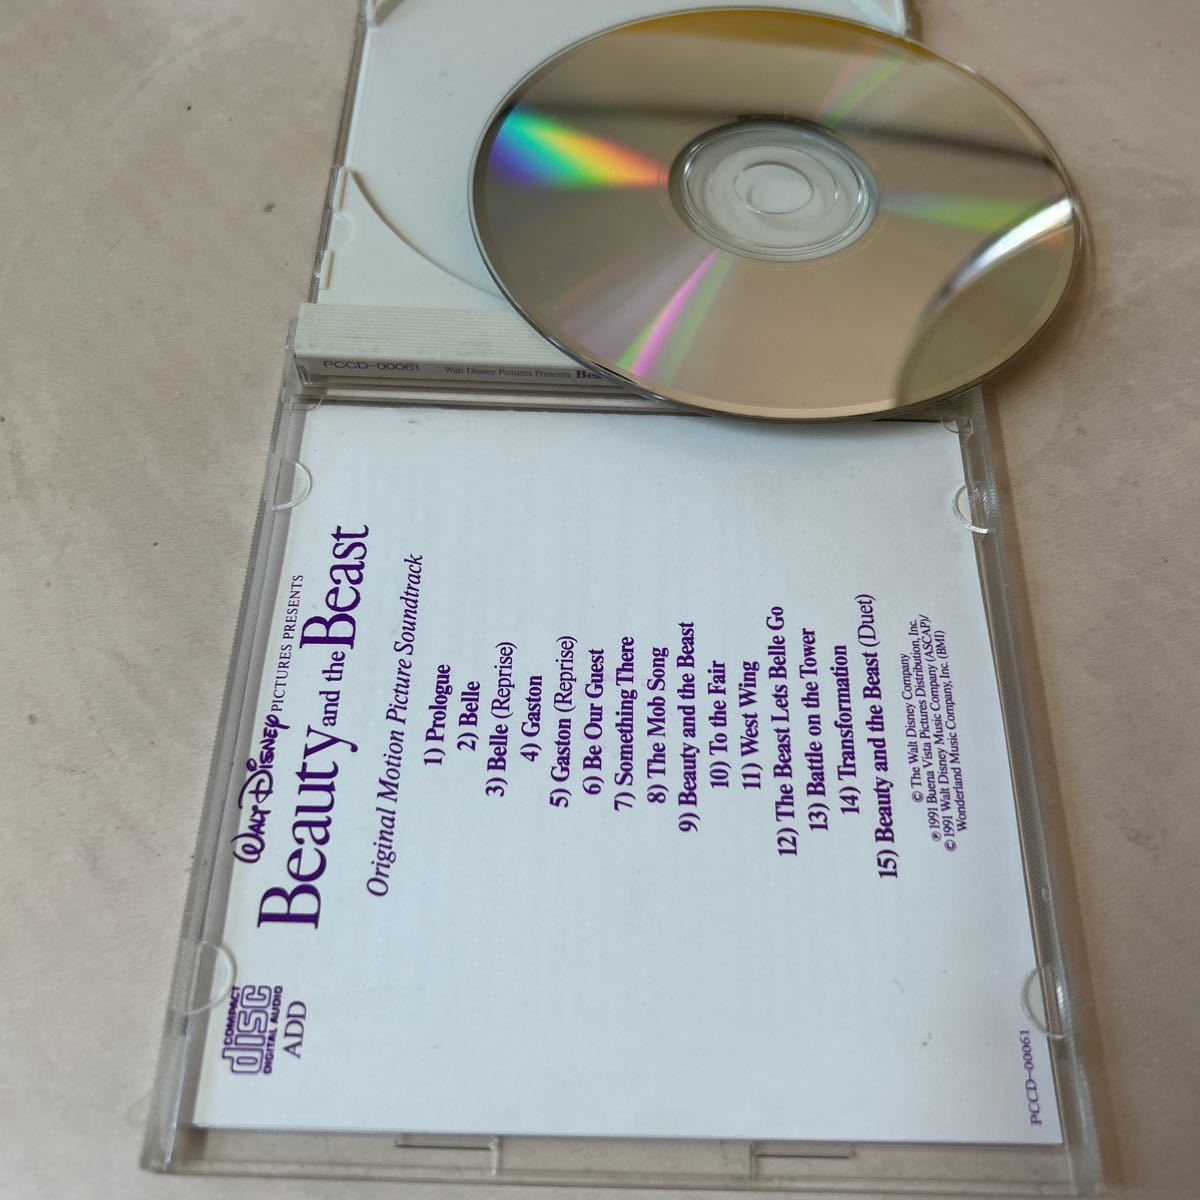 PCCD-00061 Walt Disney Pictures Presents
COMPACT
disc
DIGITAL AUDIO
ADD
WALT DISNEY PICTURES PRESENTS
Beauty and the Beast
Original Motion Picture Soundtrack
1) Prologue
2) Belle
3) Belle (Reprise)
4) Gaston
5) Gaston (Reprise)
6) Be Our Guest
7) Something There
8) The Mob Song
9) Beauty and the Beast
10) To the Fair
11) West Wing
12) The Beast Lets Belle Go
13) Battle on the Tower
14) Transformation
15) Beauty and the Beast (Duet)
© The Walt Disney Company
℗ 1991 Buena Vista Pictures Distribution, Inc.
© 1991 Walt Disney Music Company (ASCAP)/
Wonderland Music Company, Inc. (BMI)
PCCD-00061